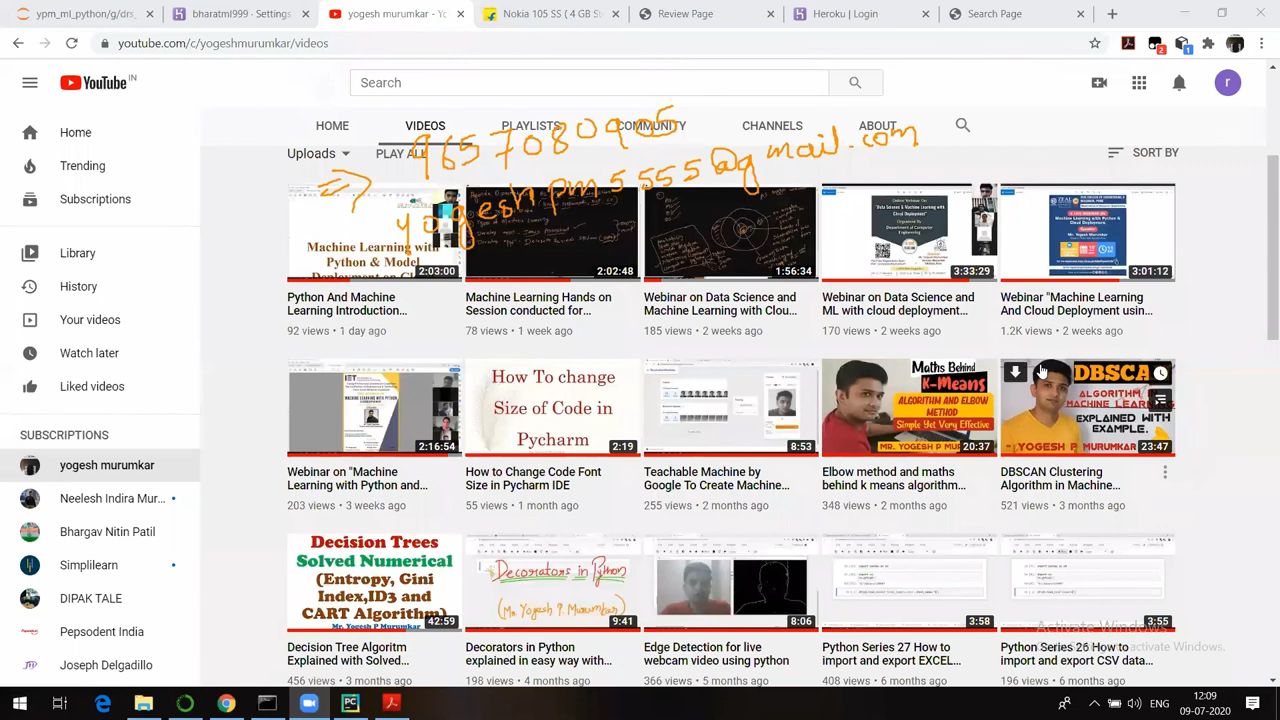 ypm_ml_python/g/drs_
bharatml999 - Settings
yogesh murumkar - Yo
Nokia 105 SS ( 4 GB St
Review Page
Heroku | Login
Search Page
youtube.com/c/yogeshmurumkar/videos
YouTube IN
Search
r
HOME VIDEOS PLAYLISTS COMMUNITY CHANNELS ABOUT
9657080905
yogeshpm5555@gmail.com
Uploads PLAY ALL SORT BY
Home
Trending
Subscriptions
Library
History
Your videos
Watch later
Liked videos
SUBSCRIPTIONS
yogesh murumkar
Neelesh Indira Mur...
Bhargav Nitin Patil
Simplilearn
DIPAK TALE
Pepsodent India
Joseph Delgadillo
Machine Learning with
Python & Model
Deployment on Cloud
2:03:00
Python And Machine
Learning Introduction...
92 views • 1 day ago
2:02:48
Machine Learning Hands on
Session conducted for...
78 views • 1 week ago
1:56:34
Webinar on Data Science and
Machine Learning with Clou...
185 views • 2 weeks ago
3:33:29
Webinar on Data Science and
ML with cloud deployment...
170 views • 2 weeks ago
3:01:12
Webinar "Machine Learning
And Cloud Deployment usin...
1.2K views • 2 weeks ago
2:16:54
Webinar on "Machine
Learning with Python and...
203 views • 3 weeks ago
How To change
Size of Code in
Pycharm
2:19
How to Change Code Font
Size in Pycharm IDE
55 views • 1 month ago
8:53
Teachable Machine by
Google To Create Machine...
255 views • 2 months ago
Maths Behind
K-Means
ALGORITHM AND ELBOW
METHOD
Simple Yet Very Effective
MR. YOGESH P MURUMKAR
20:37
Elbow method and maths
behind k means algorithm...
348 views • 2 months ago
DBSCA
ALGORITHM
MACHINE LEARNING
EXPLAINED WITH
EXAMPLE.
- YOGESH P MURUMKAR
23:47
DBSCAN Clustering
Algorithm in Machine...
521 views • 3 months ago
Decision Trees
Solved Numerical
(Entropy, Gini
Index,ID3 and
CART Algorithm)
Mr. Yogesh P Murumkar
42:59
Decision Tree Algoritm
Explained with Solved...
456 views • 3 months ago
Decorators in Python
(Mr Yogesh P Murumkar)
9:41
Decorators in Python
explained in easy way with...
198 views • 4 months ago
8:06
Edge Detection for live
webcam video using python
366 views • 5 months ago
3:58
Python Series 27 How to
import and export EXCEL...
408 views • 6 months ago
3:55
Python Series 26 How to
import and export CSV data...
196 views • 6 months ago
Activate Windows
ENG
12:09
09-07-2020